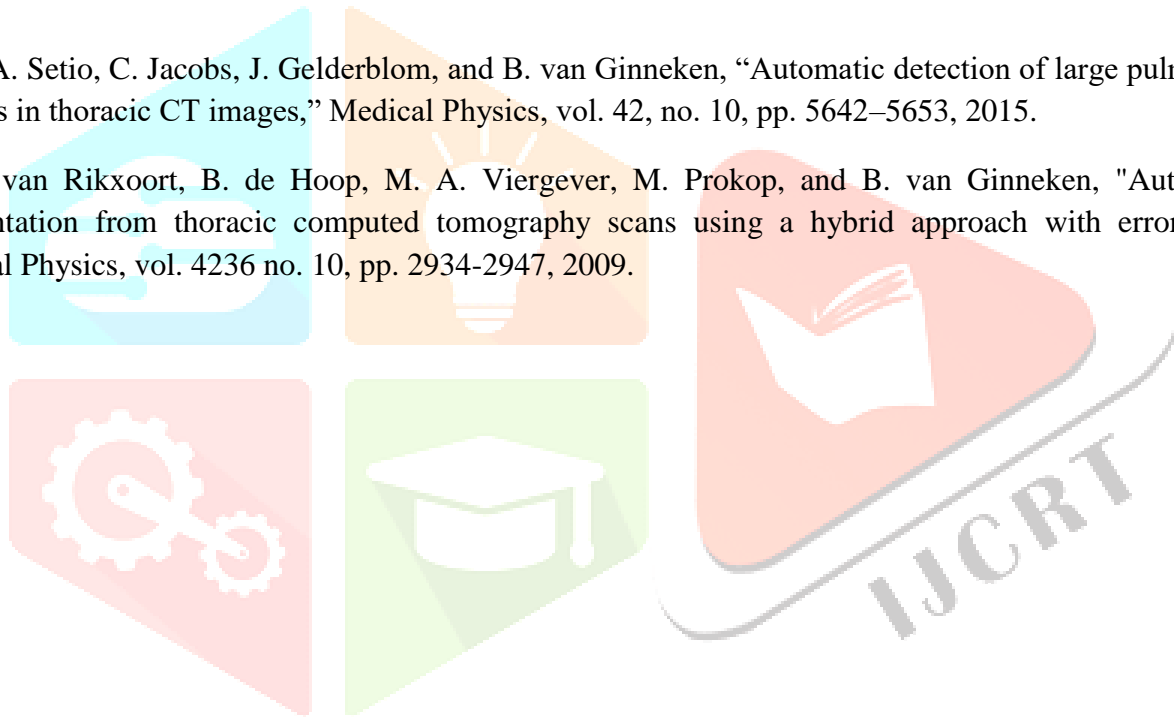 A. Setio, C. Jacobs, J. Gelderblom, and B. van Ginneken, “Automatic detection of large pulm
s in thoracic CT images,” Medical Physics, vol. 42, no. 10, pp. 5642–5653, 2015.
van Rikxoort, B. de Hoop, M. A. Viergever, M. Prokop, and B. van Ginneken, "Aut
ntation from thoracic computed tomography scans using a hybrid approach with error
al Physics, vol. 4236 no. 10, pp. 2934-2947, 2009.
IJCRT